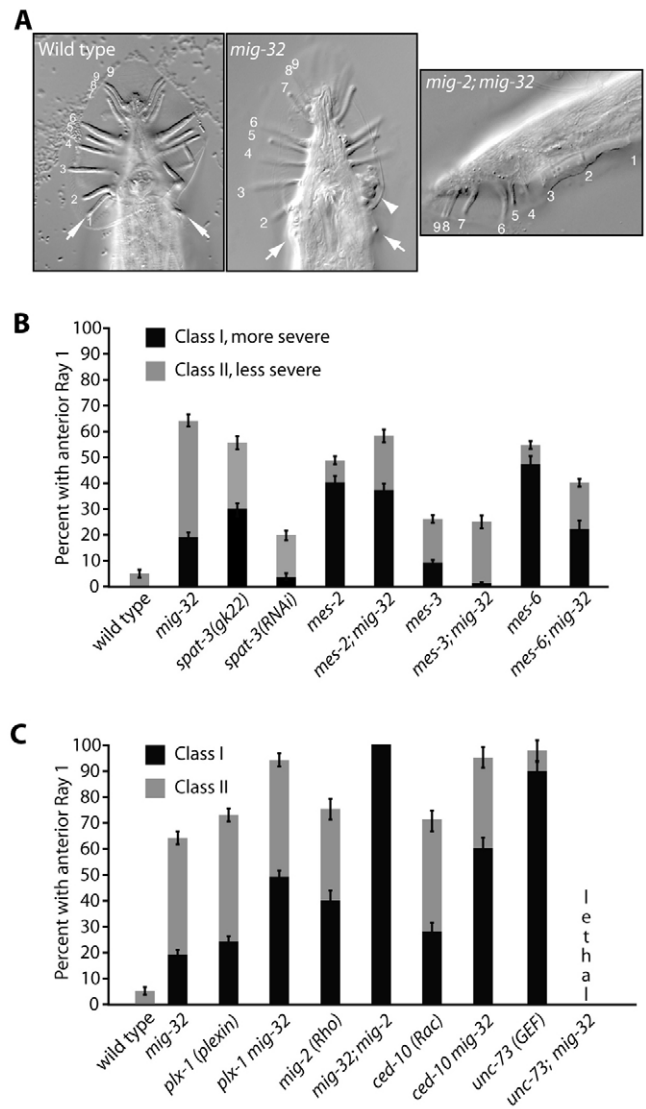 A
Wild type
9 9
8
7
6
5
4
3
2
1
mig-32
9
8
7
6
5
4
3
2
mig-2; mig-32
1
2
3
4
5
6
7
98
B
Percent with anterior Ray 1
100
90
80
70
60
50
40
30
20
10
0
Class I, more severe
Class II, less severe
wild type
mig-32
spat-3(gk22)
spat-3(RNAi)
mes-2
mes-2; mig-32
mes-3
mes-3; mig-32
mes-6
mes-6; mig-32
C
Percent with anterior Ray 1
100
90
80
70
60
50
40
30
20
10
0
Class I
Class II
lethal
wild type
mig-32
plx-1 (plexin)
plx-1 mig-32
mig-2 (Rho)
mig-32; mig-2
ced-10 (Rac)
ced-10 mig-32
unc-73 (GEF)
unc-73; mig-32